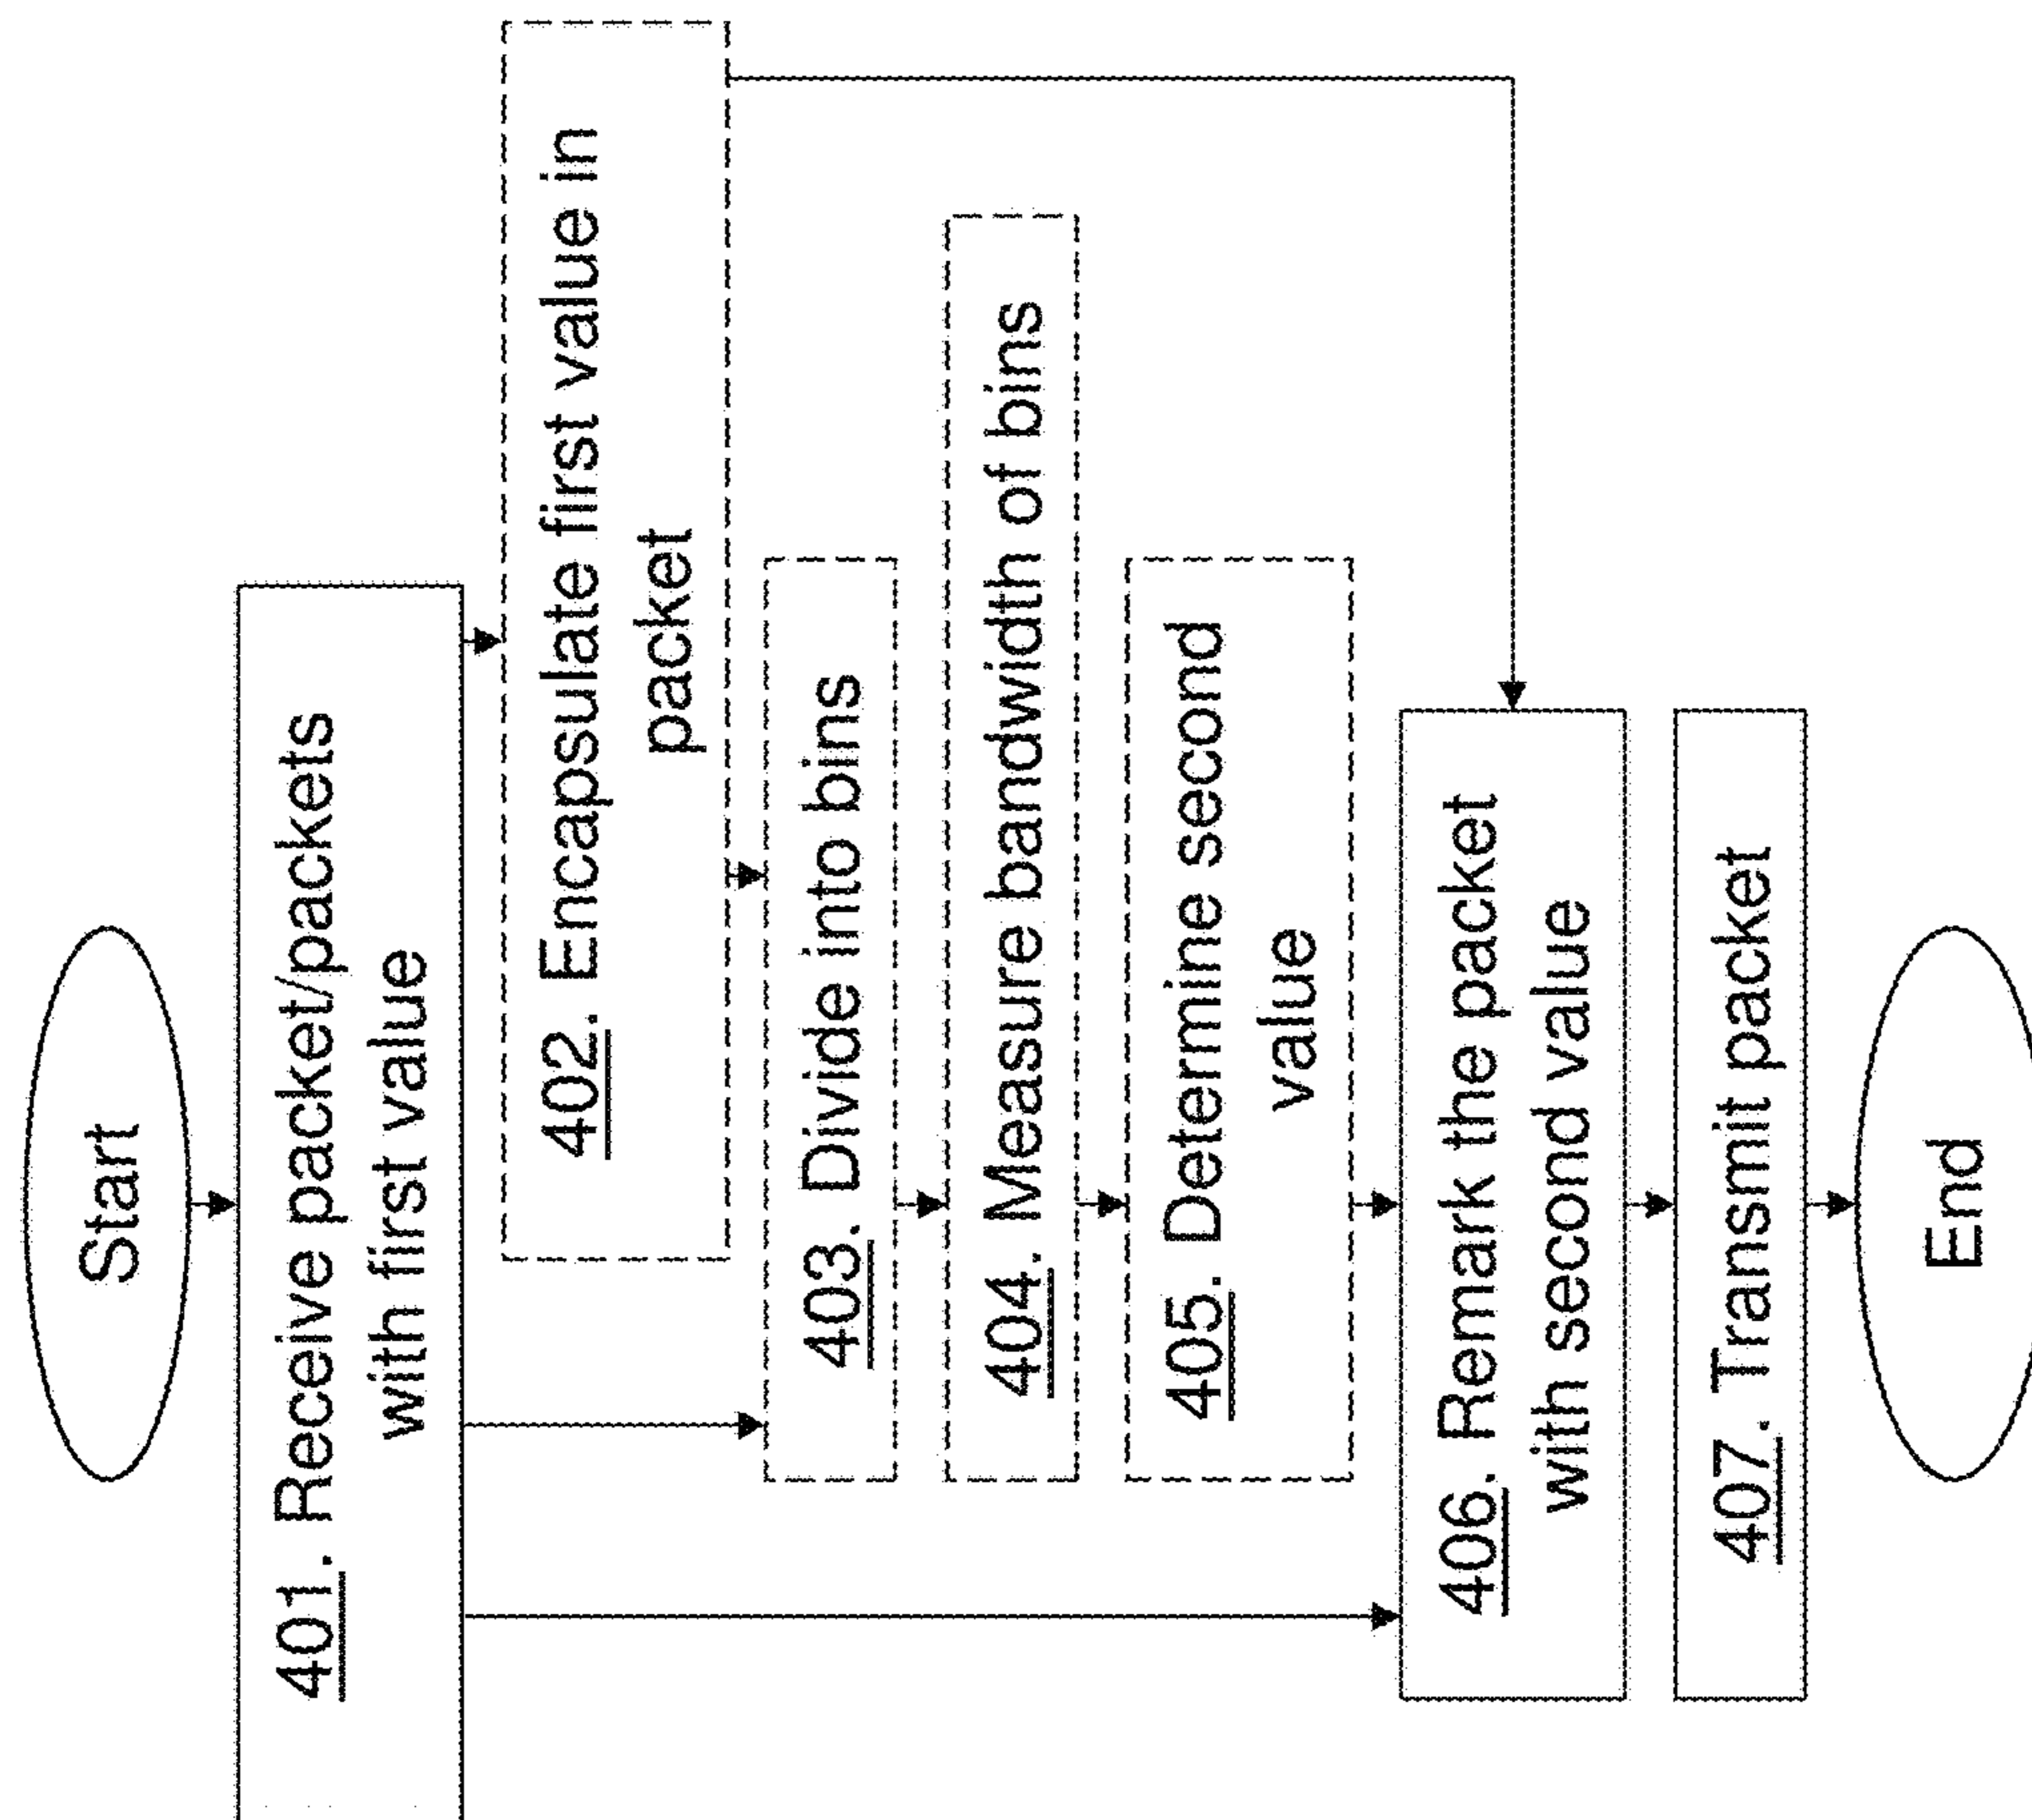 Start
401. Receive packet/packets
with first value
402. Encapsulate first value in
packet
403. Divide into bins
404. Measure bandwidth of bins
405. Determine second
value
406. Remark the packet
with second value
407. Transmit packet
End